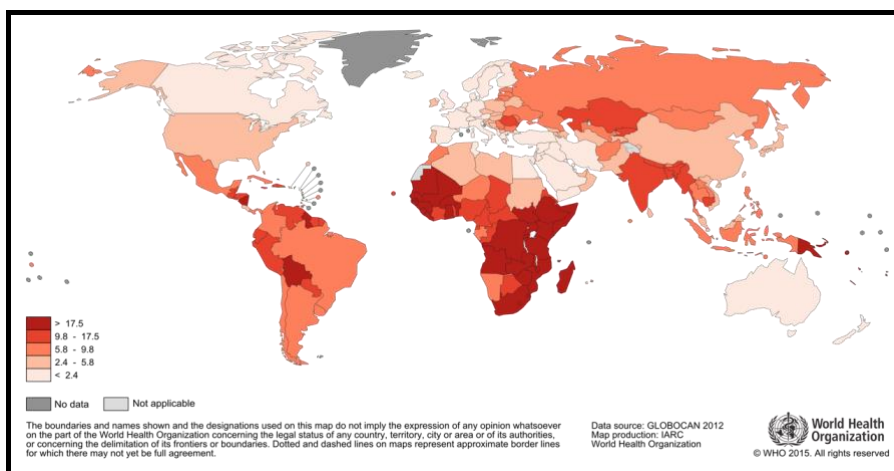 > 17.5
9.8 - 17.5
5.8 - 9.8
2.4 - 5.8
< 2.4
No data
Not applicable
The boundaries and names shown and the designations used on this map do not imply the expression of any opinion whatsoever
on the part of the World Health Organization concerning the legal status of any country, territory, city or area or of its authorities,
or concerning the delimitation of its frontiers or boundaries. Dotted and dashed lines on maps represent approximate border lines
for which there may not yet be full agreement.
Data source: GLOBOCAN 2012
Map production: IARC
World Health Organization
World Health
Organization
© WHO 2015. All rights reserved